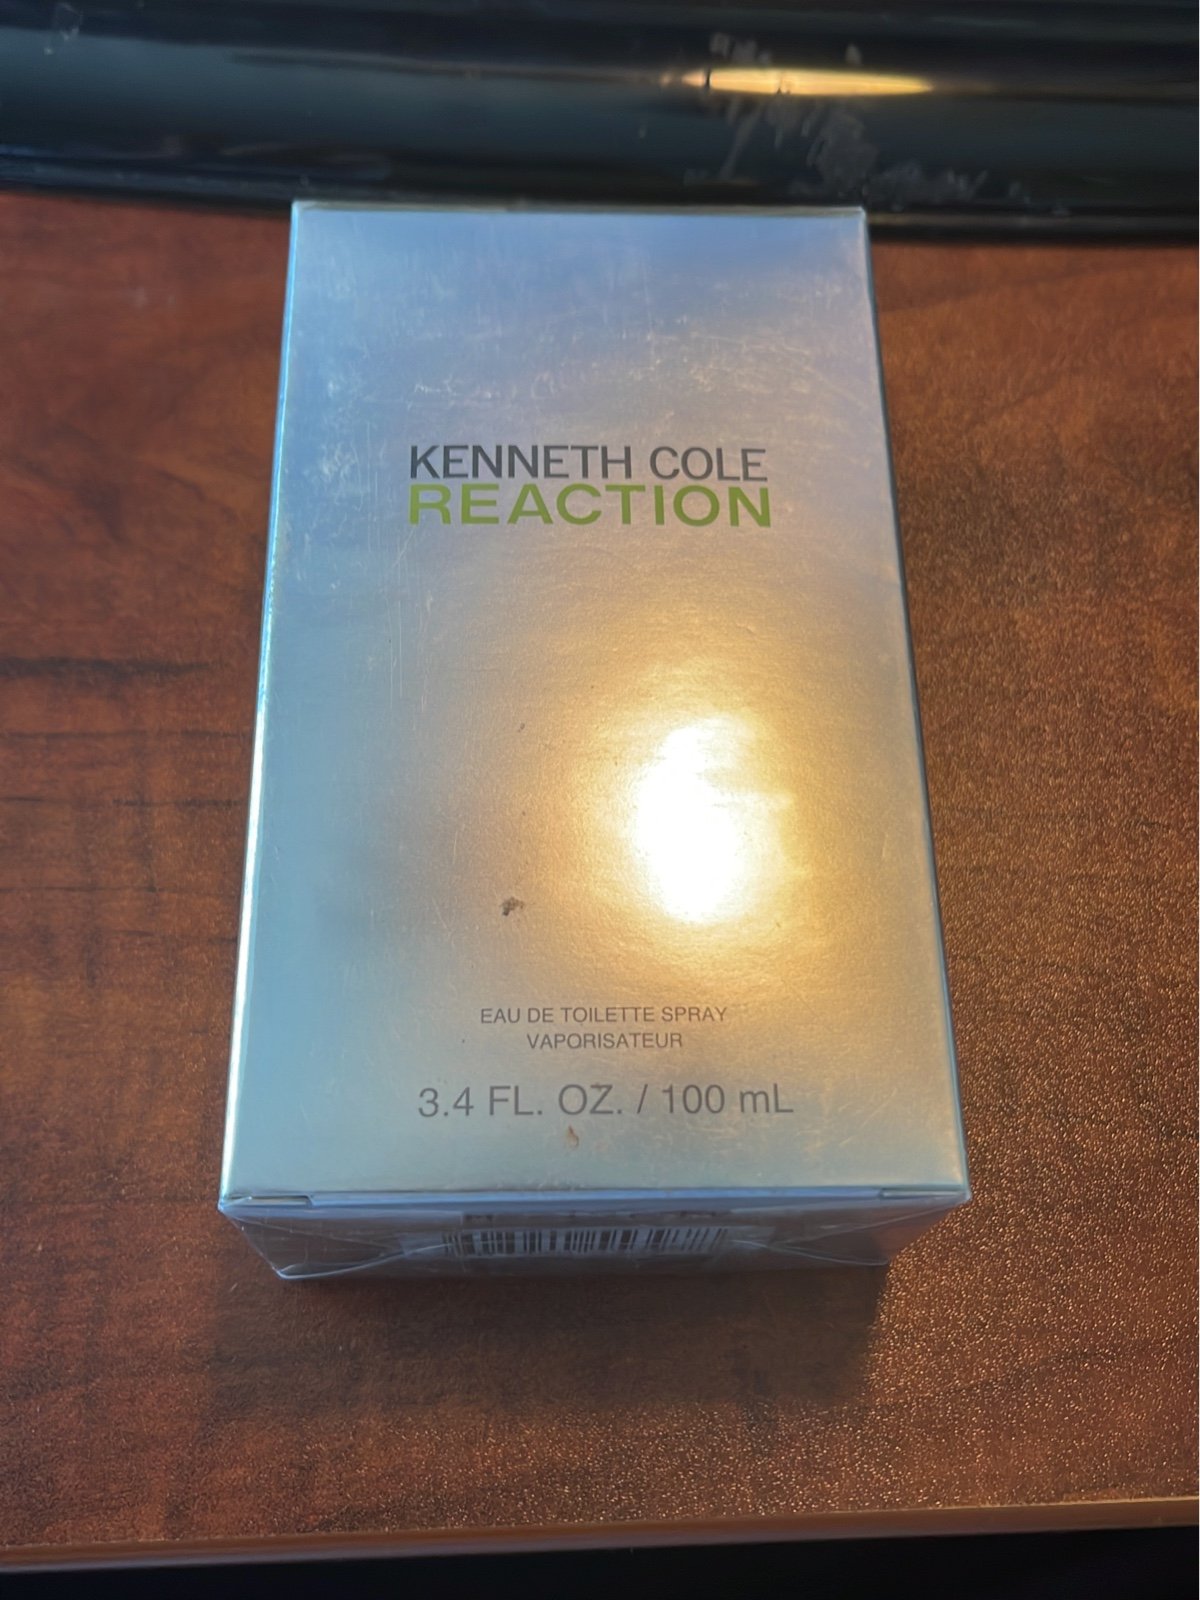 KENNETH COLE
REACTION
EAU DE TOILETTE SPRAY
VAPORISATEUR
3.4 FL. OZ. / 100 mL